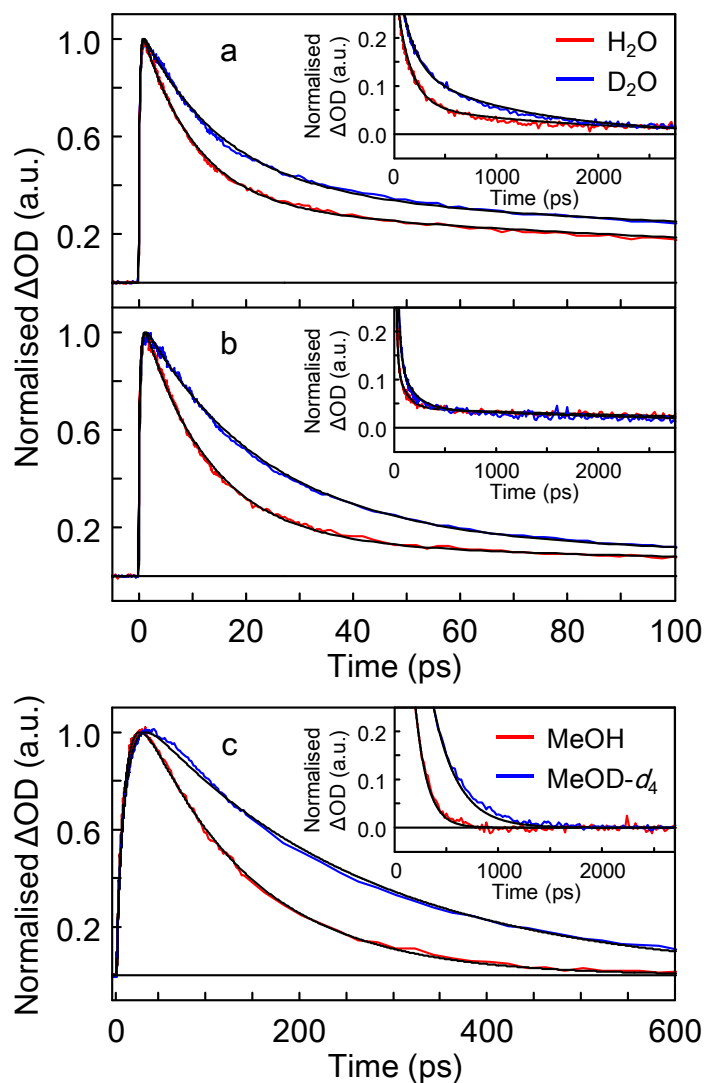 a
Normalised ΔOD (a.u.)
1.0
0.6
0.2
Normalised
ΔOD (a.u.)
0.2
0.1
0.0
0
1000
2000
Time (ps)
H₂O
D₂O
b
1.0
0.6
0.2
Normalised
ΔOD (a.u.)
0.2
0.1
0.0
0
1000
2000
Time (ps)
0 20 40 60 80 100
Time (ps)
c
Normalised ΔOD (a.u.)
1.0
0.6
0.2
Normalised
ΔOD (a.u.)
0.2
0.1
0.0
0 1000 2000
Time (ps)
MeOH
MeOD-d₄
0 200 400 600
Time (ps)